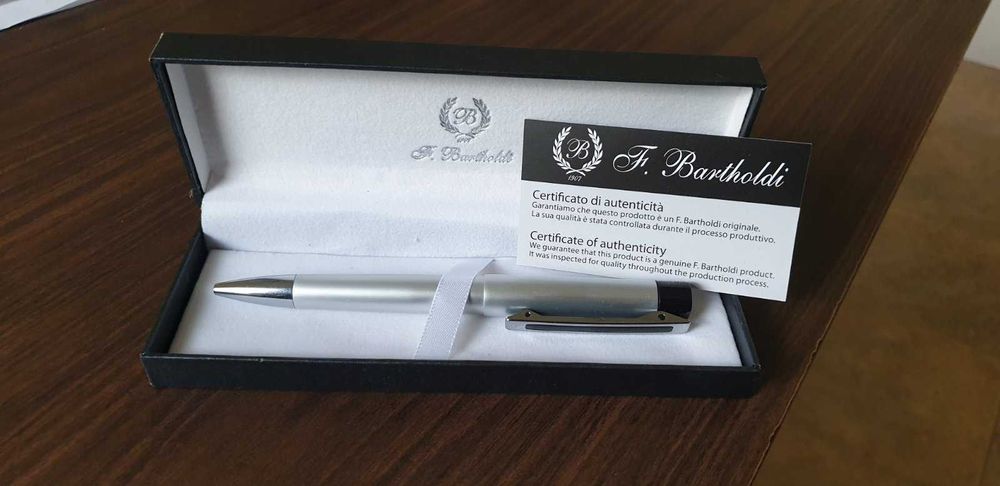 B
F. Bartholdi
B
1907
F. Bartholdi
Certificato di autenticità
Garantiamo che questo prodotto è un F. Bartholdi originale.
La sua qualità è stata controllata durante il processo produttivo.
Certificate of authenticity
We guarantee that this product is a genuine F. Bartholdi product.
It was inspected for quality throughout the production process.